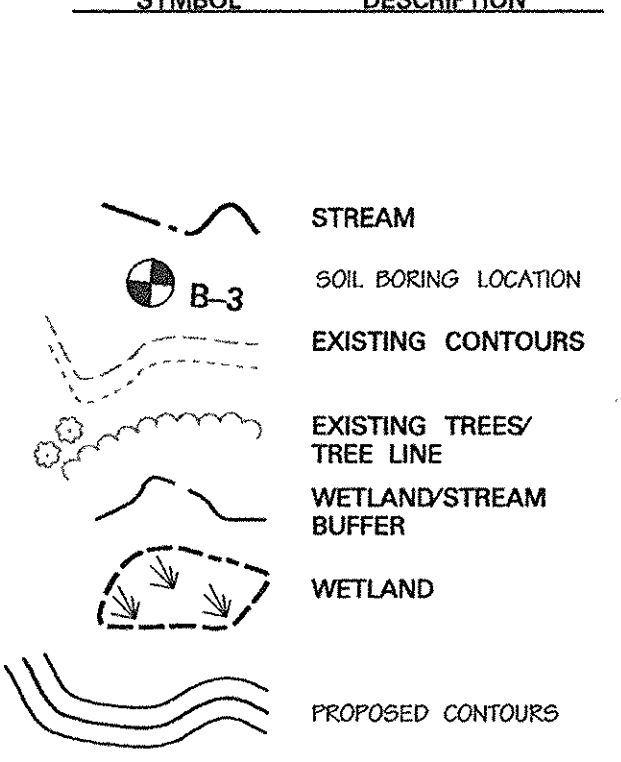 SYMBOL DESCRIPTION
STREAM
B-3 SOIL BORING LOCATION
EXISTING CONTOURS
EXISTING TREES/
TREE LINE
WETLAND/STREAM
BUFFER
WETLAND
PROPOSED CONTOURS